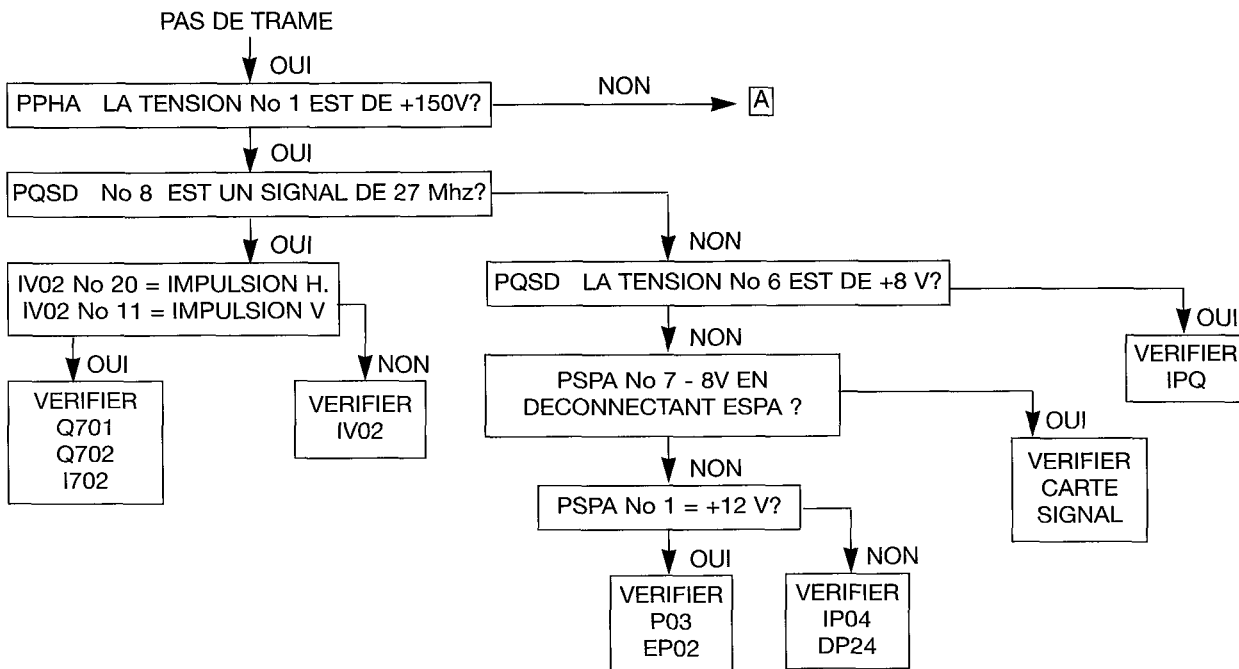 PAS DE TRAME
OUI
PPHA LA TENSION No 1 EST DE +150V?
NON
A
OUI
PQSD No 8 EST UN SIGNAL DE 27 Mhz?
OUI
NON
IV02 No 20 = IMPULSION H.
IV02 No 11 = IMPULSION V
PQSD LA TENSION No 6 EST DE +8 V?
OUI
NON
NON
OUI
VERIFIER
Q701
Q702
I702
VERIFIER
IV02
PSPA No 7 - 8V EN
DECONNECTANT ESPA ?
VERIFIER
IPQ
NON
OUI
PSPA No 1 = +12 V?
VERIFIER
CARTE
SIGNAL
OUI
NON
VERIFIER
P03
EP02
VERIFIER
IP04
DP24